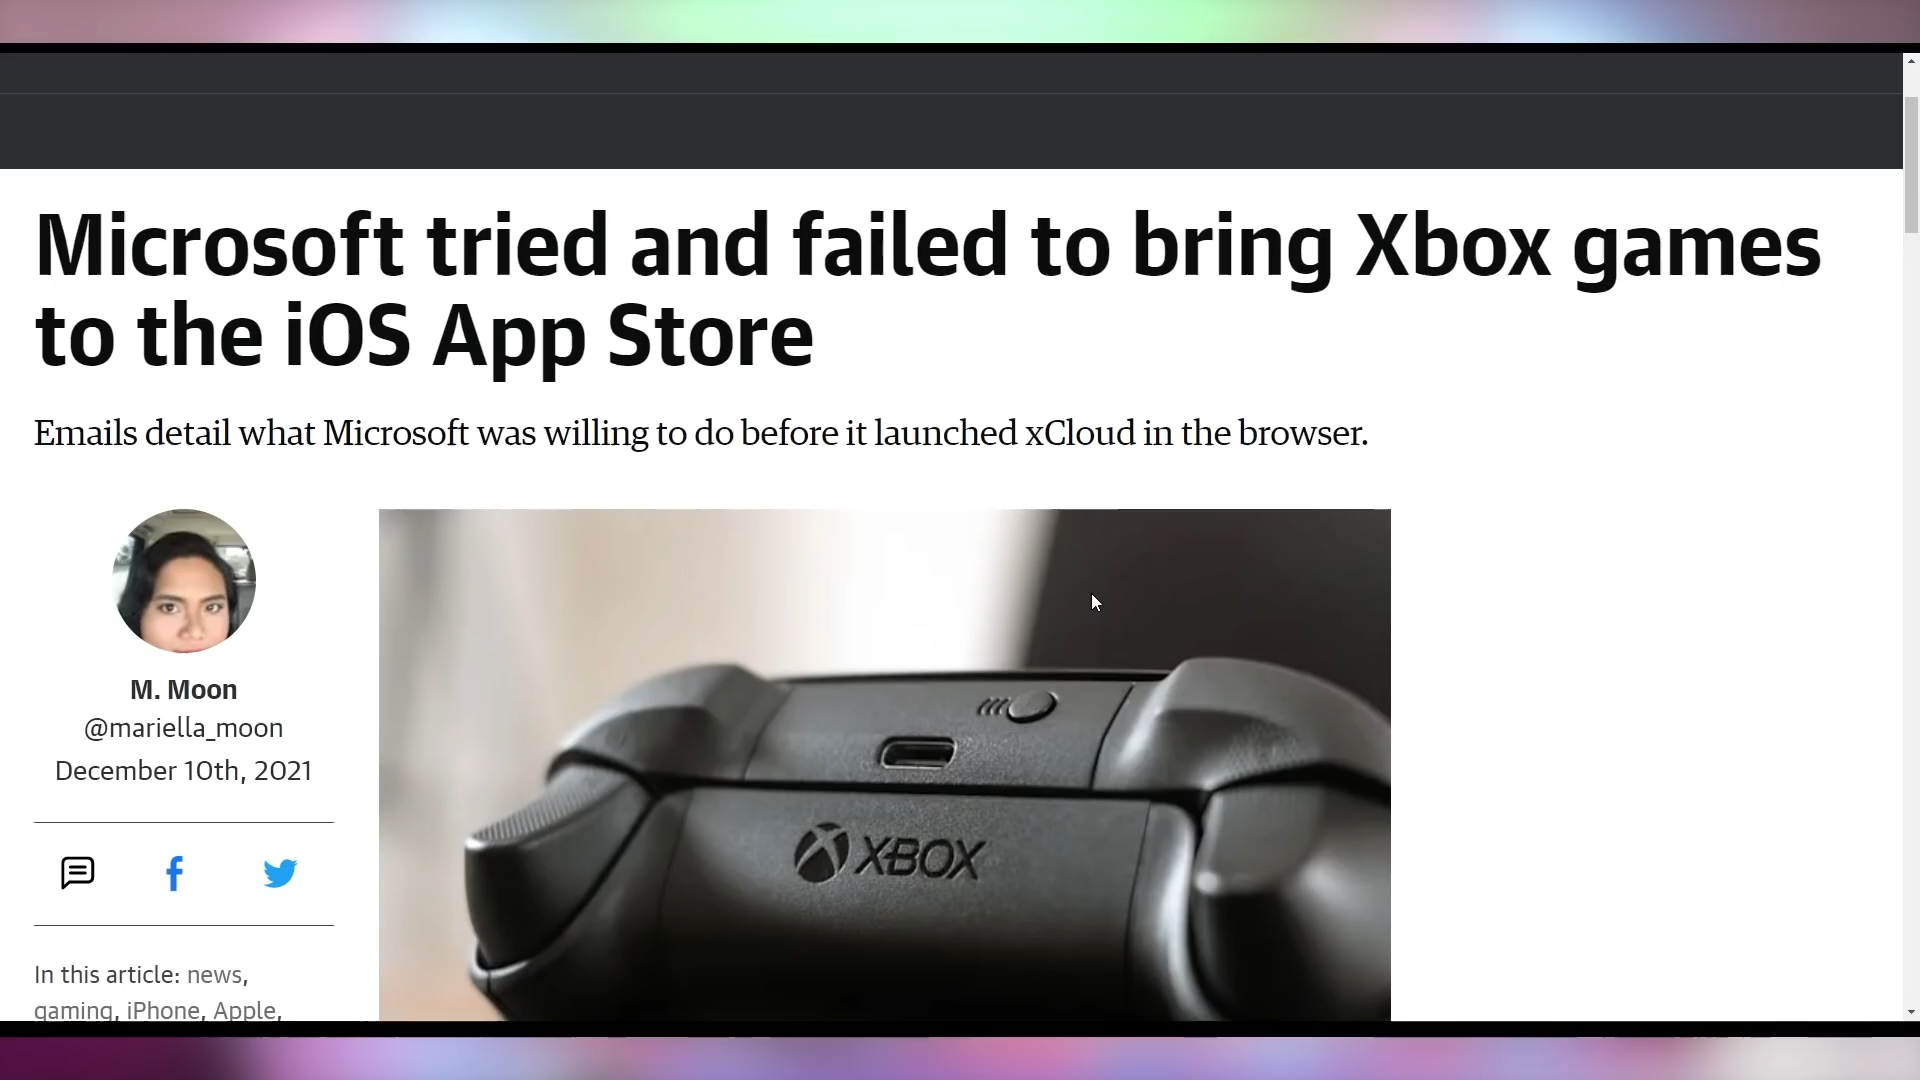 Microsoft tried and failed to bring Xbox games
to the iOS App Store
Emails detail what Microsoft was willing to do before it launched xCloud in the browser.
M. Moon
@mariella_moon
December 10th, 2021
In this article: news,
gaming, iPhone, Apple,
XBOX